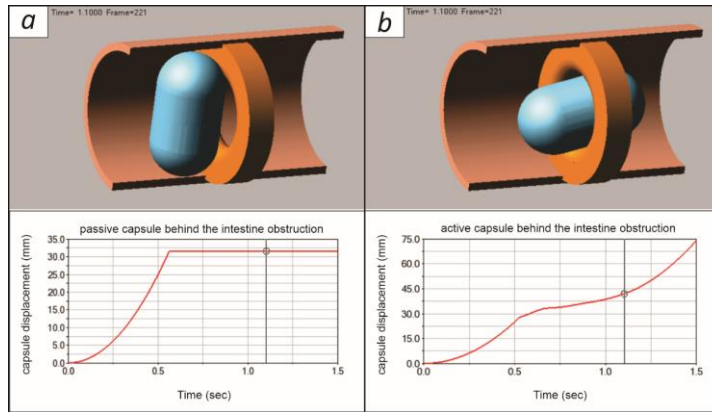 a
Time= 1.1000 Frame=221
b
Time= 1.1000 Frame=221
passive capsule behind the intestine obstruction
35.0
30.0
25.0
20.0
15.0
10.0
5.0
0.0
capsule displacement (mm)
0.0 0.5 1.0 1.5
Time (sec)
active capsule behind the intestine obstruction
75.0
60.0
45.0
30.0
15.0
0.0
capsule displacement (mm)
0.0 0.5 1.0 1.5
Time (sec)